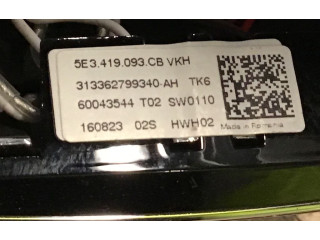 5E3.419.093.CB VKH
313362799340-AH TK6
60043544 T02 SW0110
160823 02S HWH02
Made in Romania